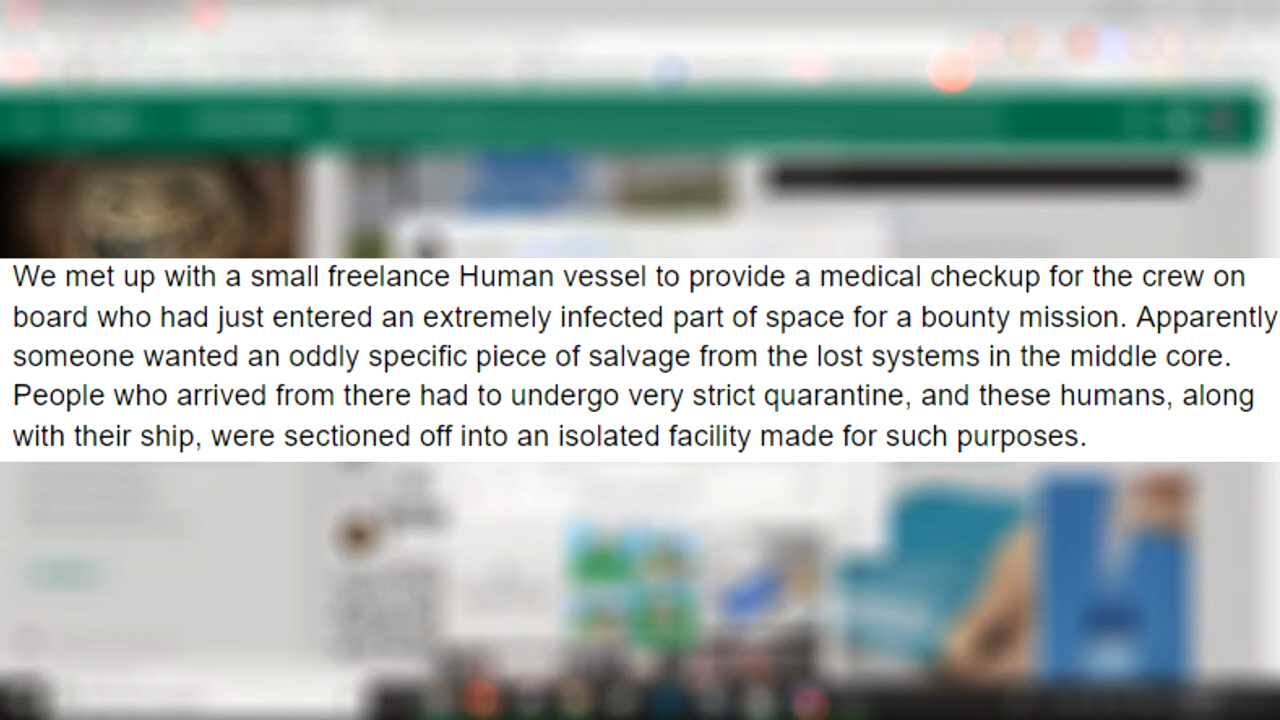 We met up with a small freelance Human vessel to provide a medical checkup for the crew on
board who had just entered an extremely infected part of space for a bounty mission. Apparently
someone wanted an oddly specific piece of salvage from the lost systems in the middle core.
People who arrived from there had to undergo very strict quarantine, and these humans, along
with their ship, were sectioned off into an isolated facility made for such purposes.